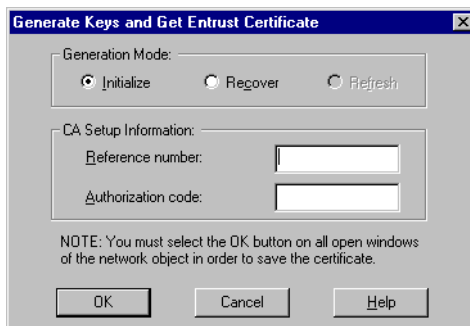 Generate Keys and Get Entrust Certificate
Generation Mode:
Initialize Recover Refresh
CA Setup Information:
Reference number:
Authorization code:
NOTE: You must select the OK button on all open windows
of the network object in order to save the certificate.
OK Cancel Help